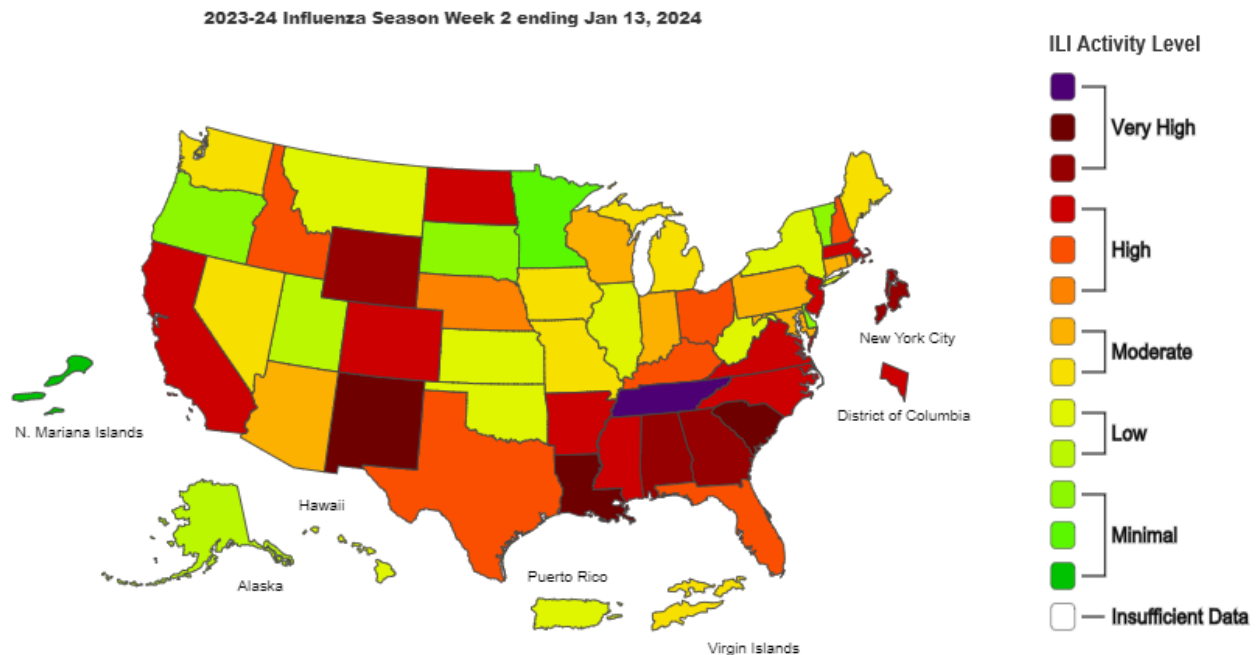 2023-24 Influenza Season Week 2 ending Jan 13, 2024
ILI Activity Level
Very High
High
Moderate
Low
Minimal
Insufficient Data
New York City
District of Columbia
N. Mariana Islands
Hawaii
Alaska
Puerto Rico
Virgin Islands